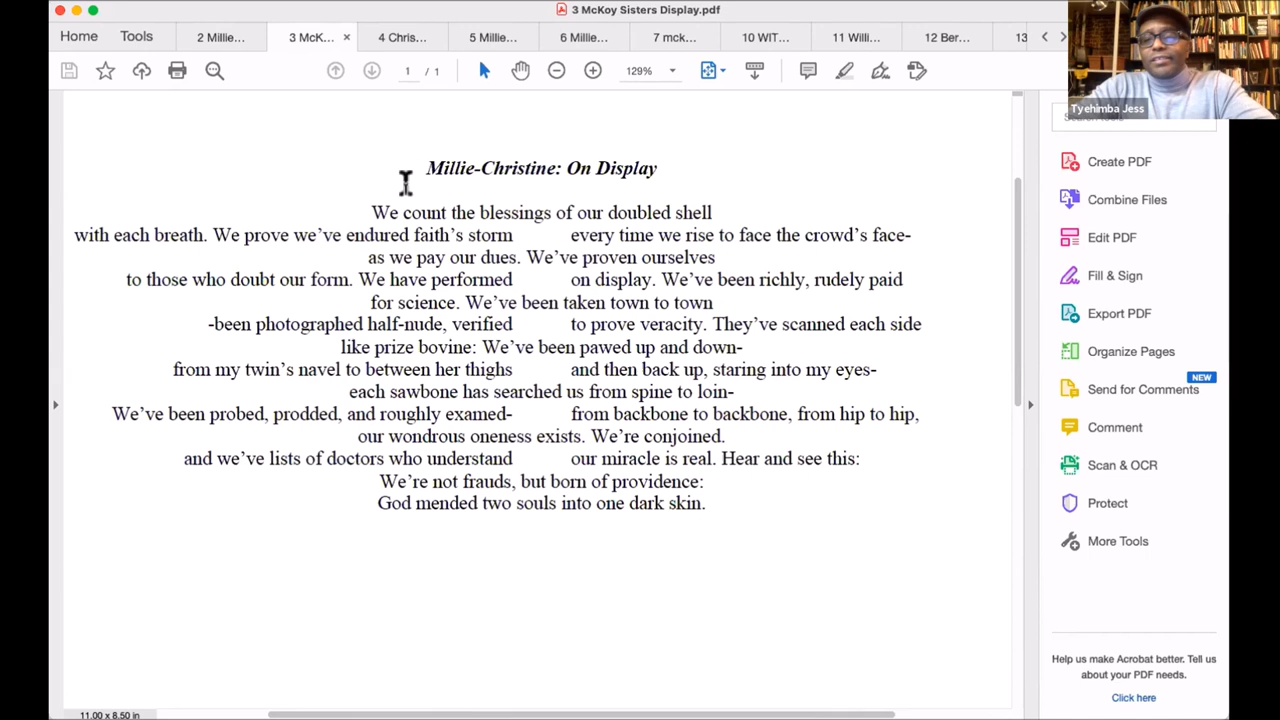 3 McKoy Sisters Display.pdf
Home Tools 2 Millie... 3 McK... × 4 Chris... 5 Millie... 6 Millie... 7 mck... 10 WIT... 11 Willi... 12 Ber... 13
1 / 1 129%
Tyehimba Jess
Millie-Christine: On Display
We count the blessings of our doubled shell
with each breath. We prove we've endured faith's storm every time we rise to face the crowd's face-
as we pay our dues. We've proven ourselves
to those who doubt our form. We have performed on display. We've been richly, rudely paid
for science. We've been taken town to town
-been photographed half-nude, verified to prove veracity. They've scanned each side
like prize bovine: We've been pawed up and down-
from my twin's navel to between her thighs and then back up, staring into my eyes-
each sawbone has searched us from spine to loin-
We've been probed, prodded, and roughly examed- from backbone to backbone, from hip to hip,
our wondrous oneness exists. We're conjoined.
and we've lists of doctors who understand our miracle is real. Hear and see this:
We're not frauds, but born of providence:
God mended two souls into one dark skin.
Create PDF
Combine Files
Edit PDF
Fill & Sign
Export PDF
Organize Pages
NEW
Send for Comments
Comment
Scan & OCR
Protect
More Tools
Help us make Acrobat better. Tell us
about your PDF needs.
Click here
11.00 x 8.50 in